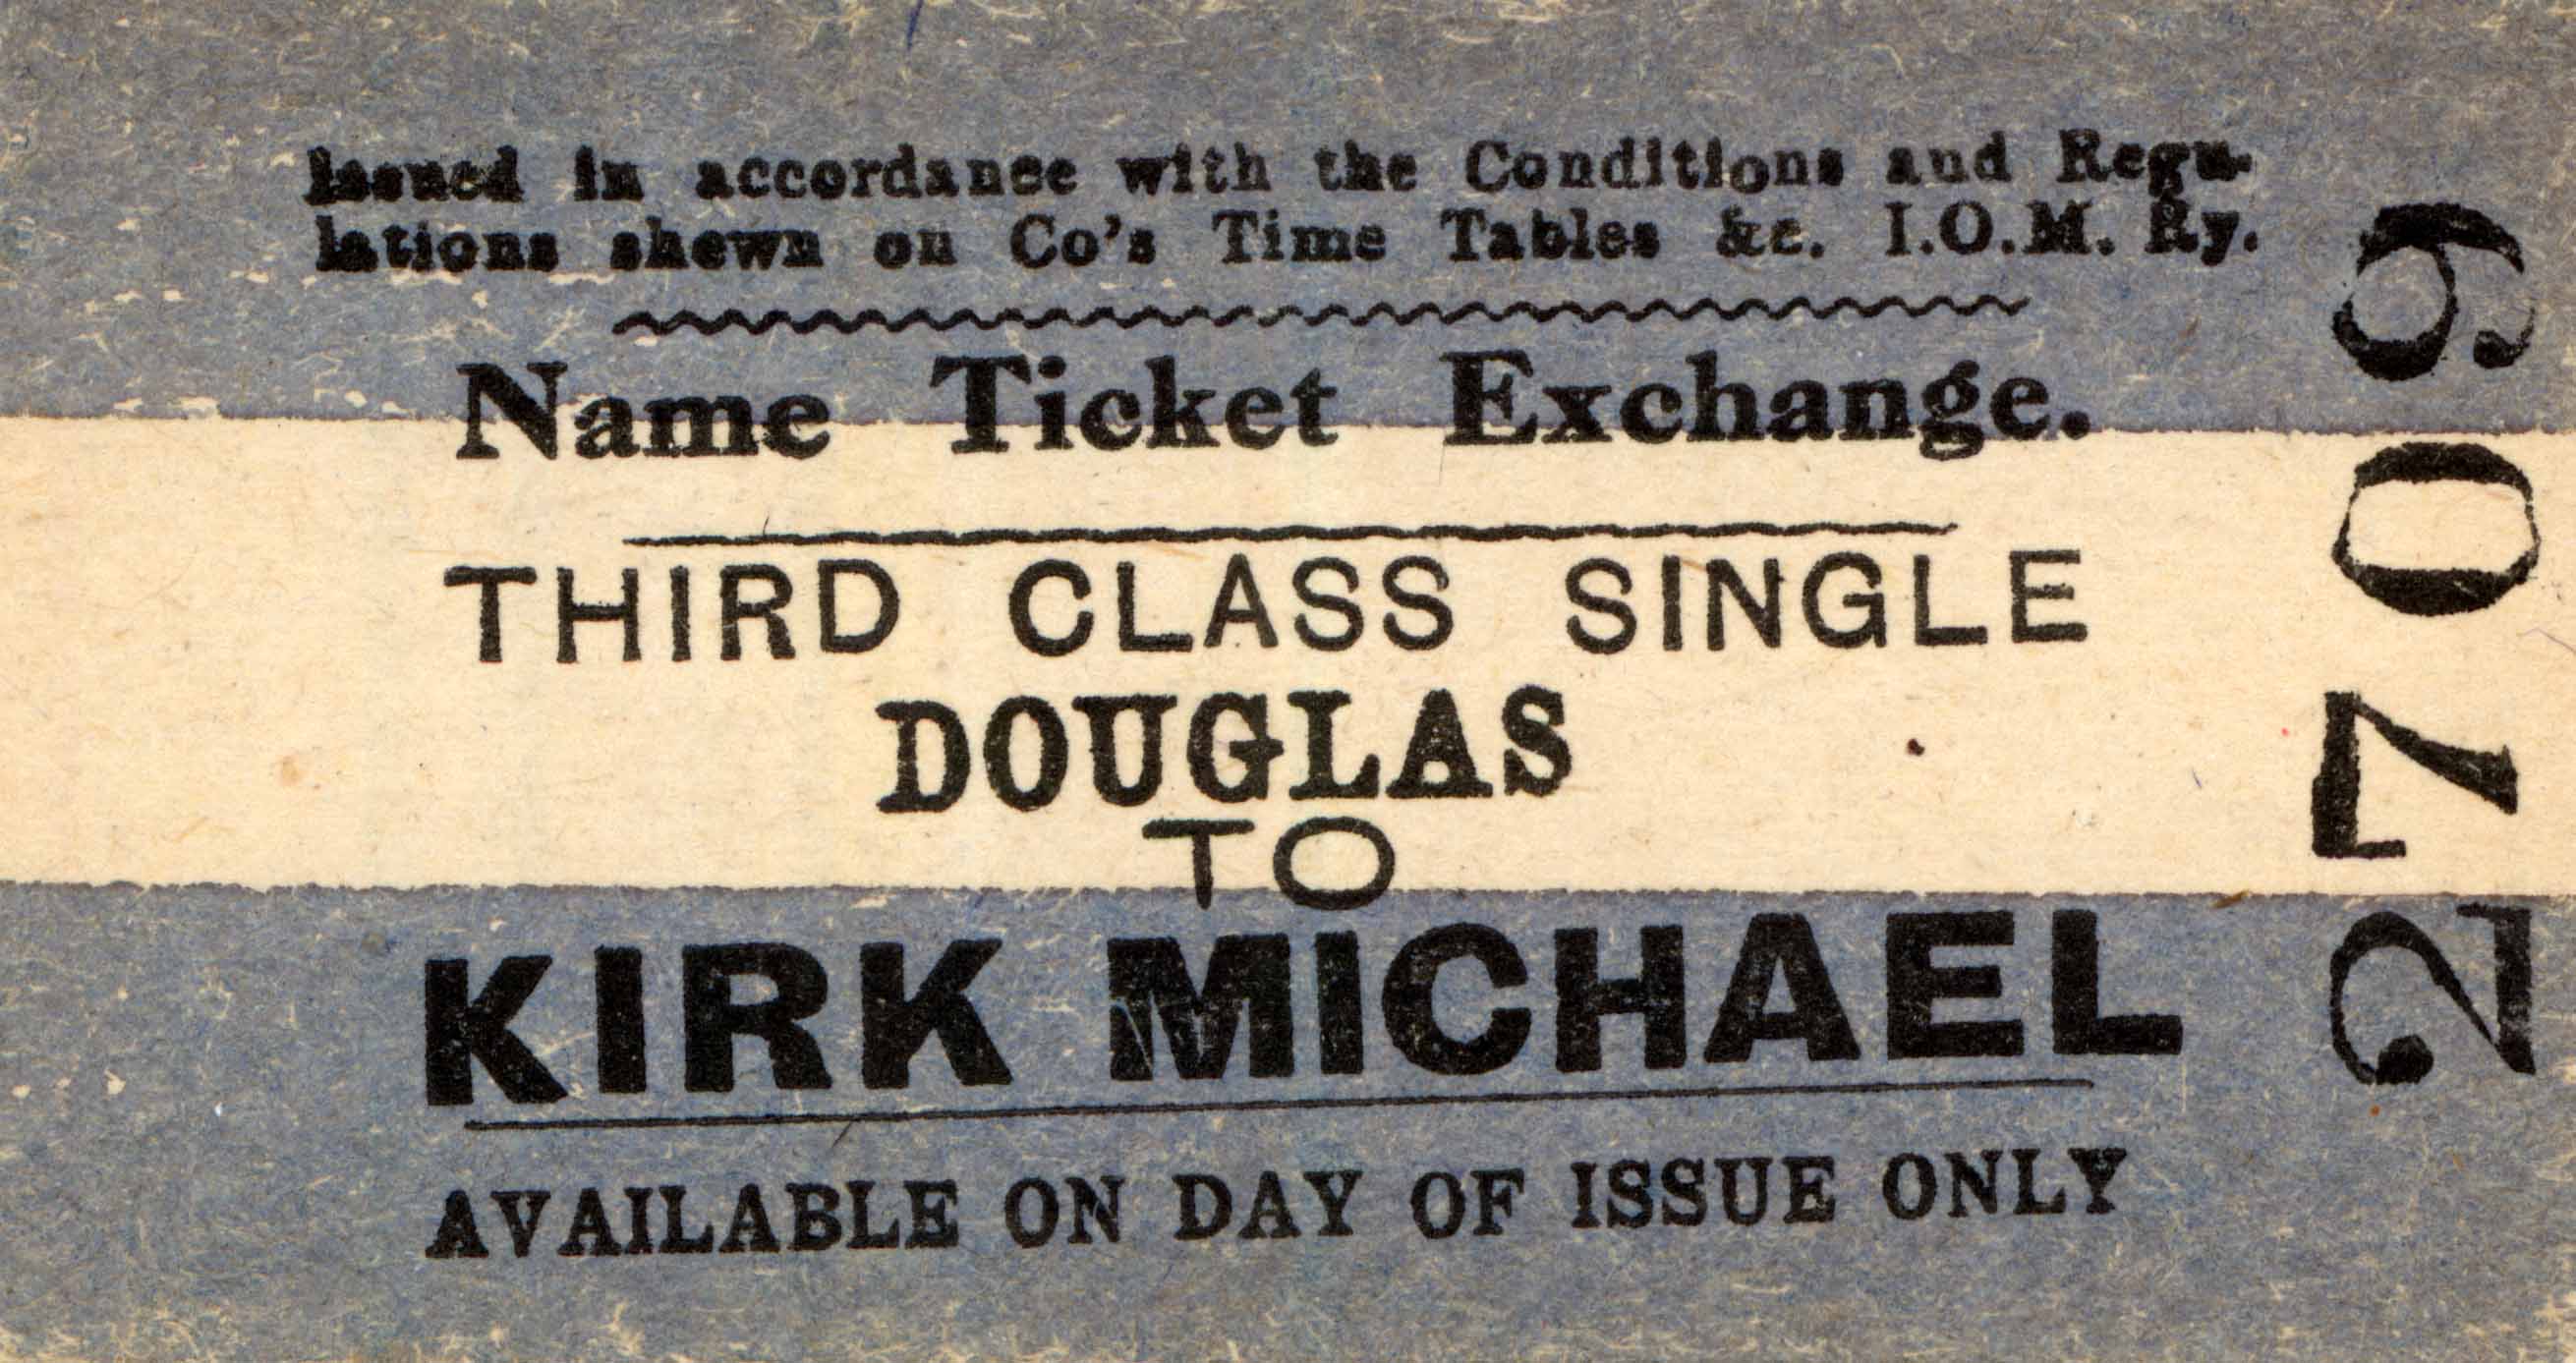 Issued in accordance with the Conditions and Regu-
lations shewn on Co's Time Tables &c. I.O.M. Ry.
Name Ticket Exchange.
THIRD CLASS SINGLE
DOUGLAS
TO
KIRK MICHAEL
AVAILABLE ON DAY OF ISSUE ONLY
2709